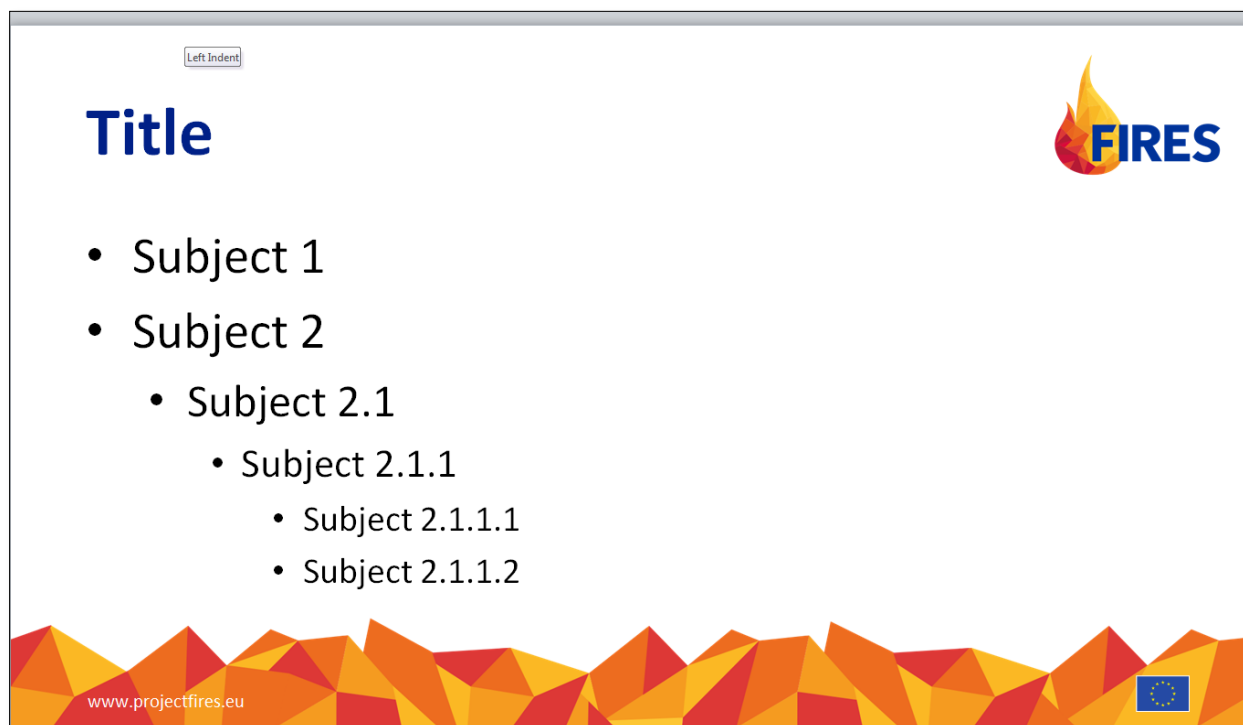 Left Indent
Title
FIRES
• Subject 1
• Subject 2
• Subject 2.1
• Subject 2.1.1
• Subject 2.1.1.1
• Subject 2.1.1.2
www.projectfires.eu